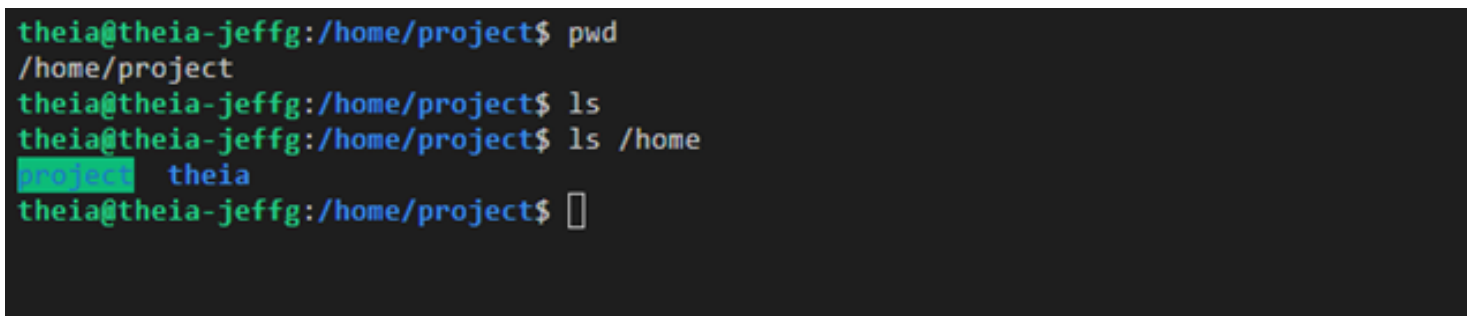 theia@theia-jeffg:/home/project$ pwd
/home/project
theia@theia-jeffg:/home/project$ ls
theia@theia-jeffg:/home/project$ ls /home
project  theia
theia@theia-jeffg:/home/project$